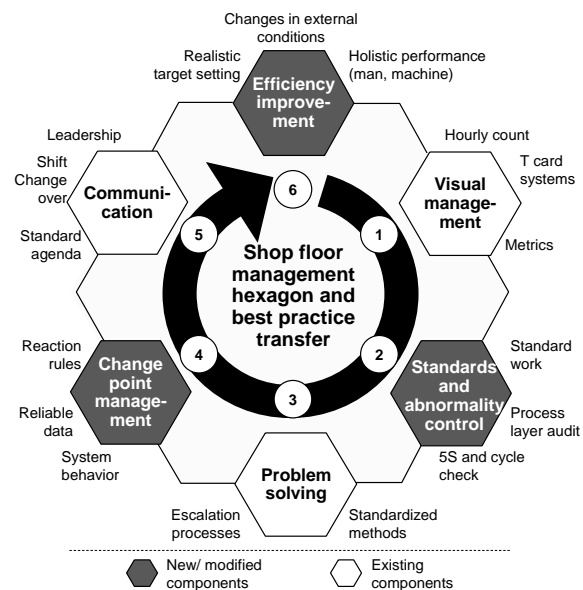 Changes in external
conditions
Realistic
target setting
Efficiency
improve-
ment
Holistic performance
(man, machine)
Leadership
Shift
Change
over
Standard
agenda
Communi-
cation
Hourly count
T card
systems
Metrics
Visual
manage-
ment
6
1
5
Shop floor
management
hexagon and
best practice
transfer
4
2
3
Reaction
rules
Reliable
data
System
behavior
Change
point ma-
nagement
Standards
and
abnormality
control
Standard
work
Process
layer audit
5S and cycle
check
Problem
solving
Escalation
processes
Standardized
methods
New/ modified
components
Existing
components